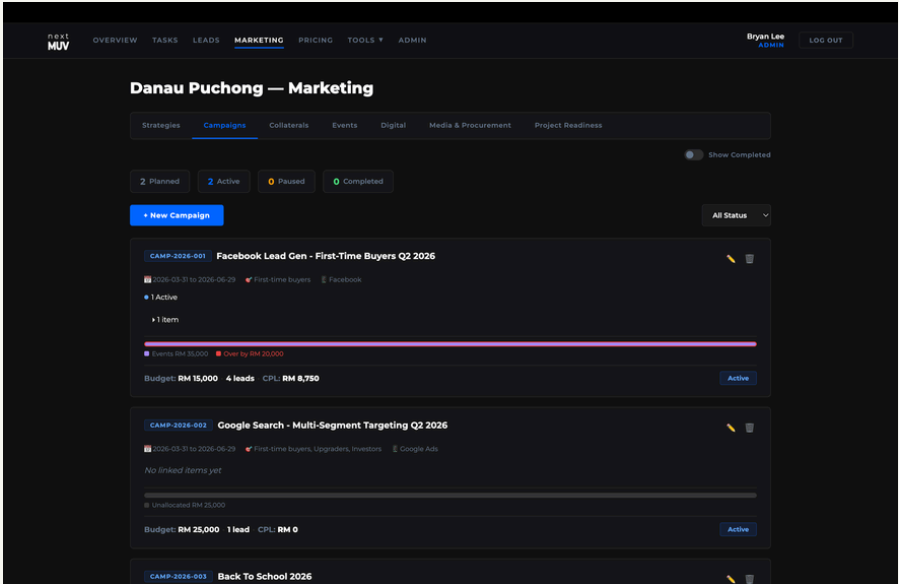 next
MUV
OVERVIEW TASKS LEADS MARKETING PRICING TOOLS ▼ ADMIN
Bryan Lee
ADMIN
LOG OUT
Danau Puchong — Marketing
Strategies Campaigns Collaterals Events Digital Media & Procurement Project Readiness
Show Completed
2 Planned 2 Active 0 Paused 0 Completed
+ New Campaign
All Status
CAMP-2026-001 Facebook Lead Gen - First-Time Buyers Q2 2026
2026-03-31 to 2026-06-29 First-time buyers Facebook
1 Active
1 item
Events RM 35,000 Over by RM 20,000
Budget: RM 15,000 4 leads CPL: RM 8,750
Active
CAMP-2026-002 Google Search - Multi-Segment Targeting Q2 2026
2026-03-31 to 2026-06-29 First-time buyers, Upgraders, Investors Google Ads
No linked items yet
Unallocated RM 25,000
Budget: RM 25,000 1 lead CPL: RM 0
Active
CAMP-2026-003 Back To School 2026